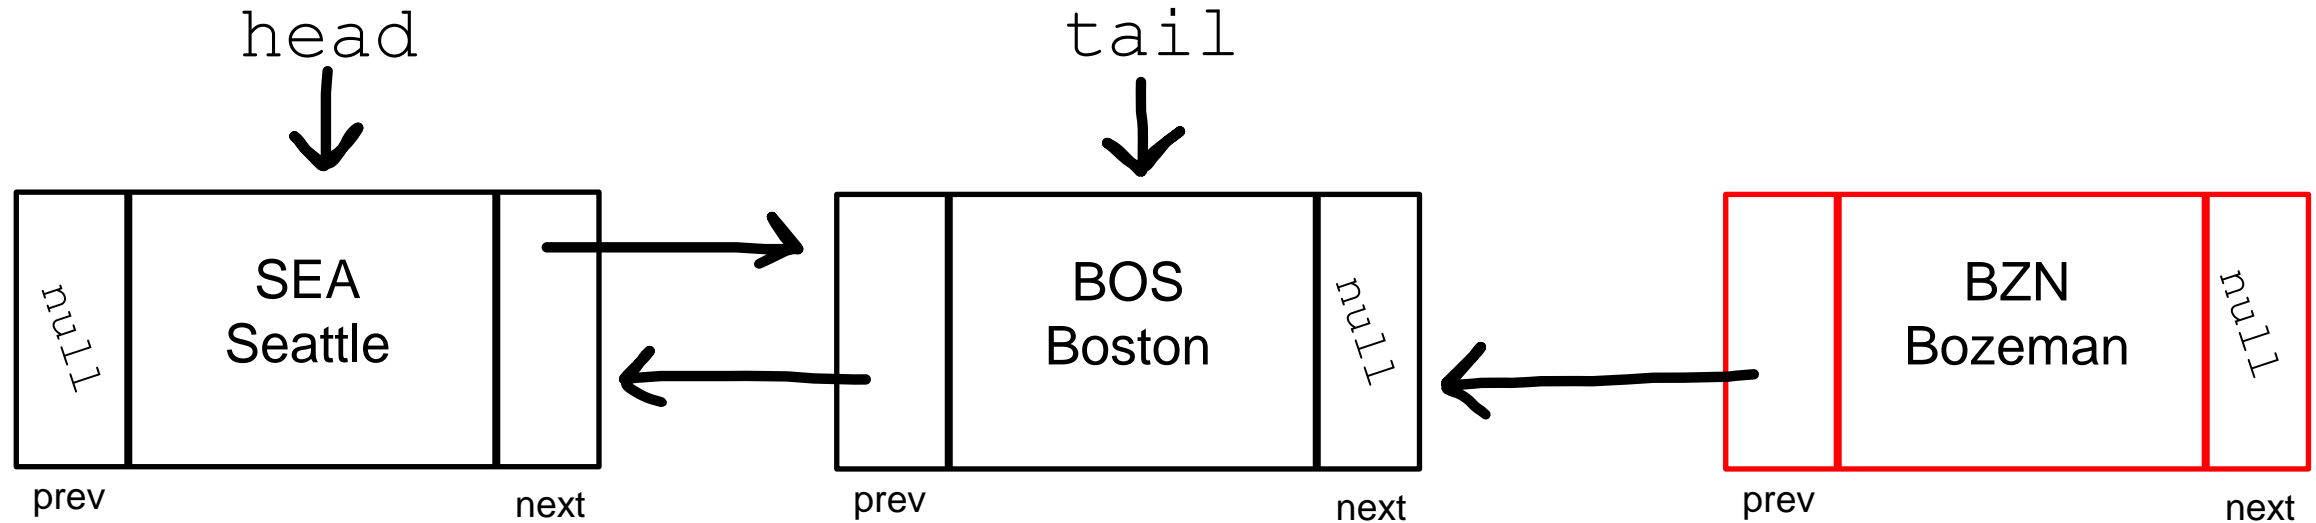 head
tail
null
SEA
Seattle
BOS
Boston
null
BZN
Bozeman
null
prev
next
prev
next
prev
next